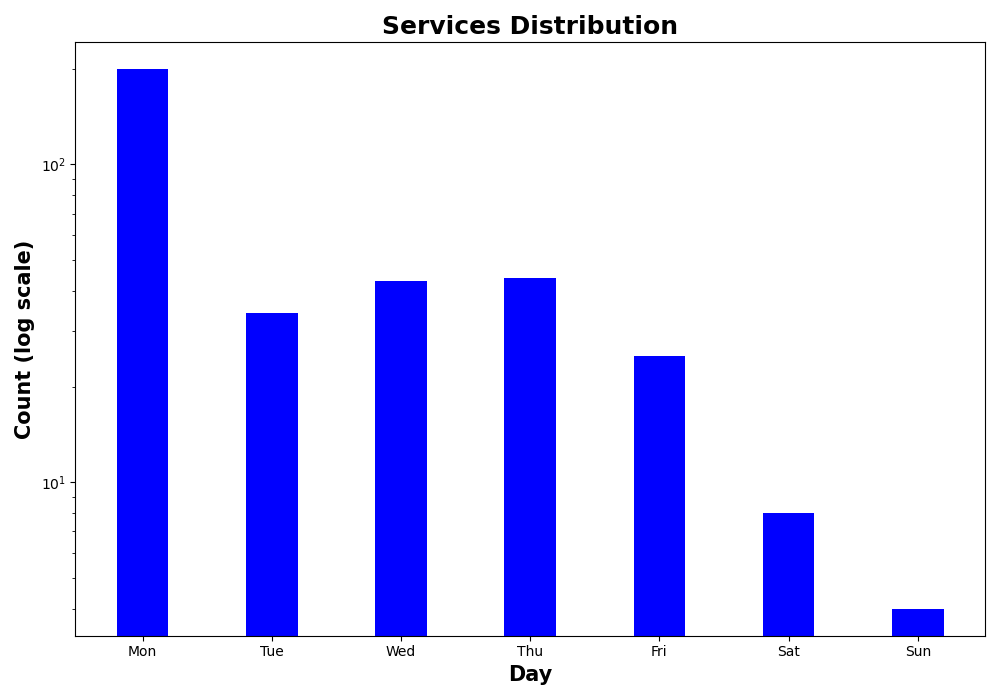 Services Distribution
Count (log scale)
10²
10¹
Mon Tue Wed Thu Fri Sat Sun
Day